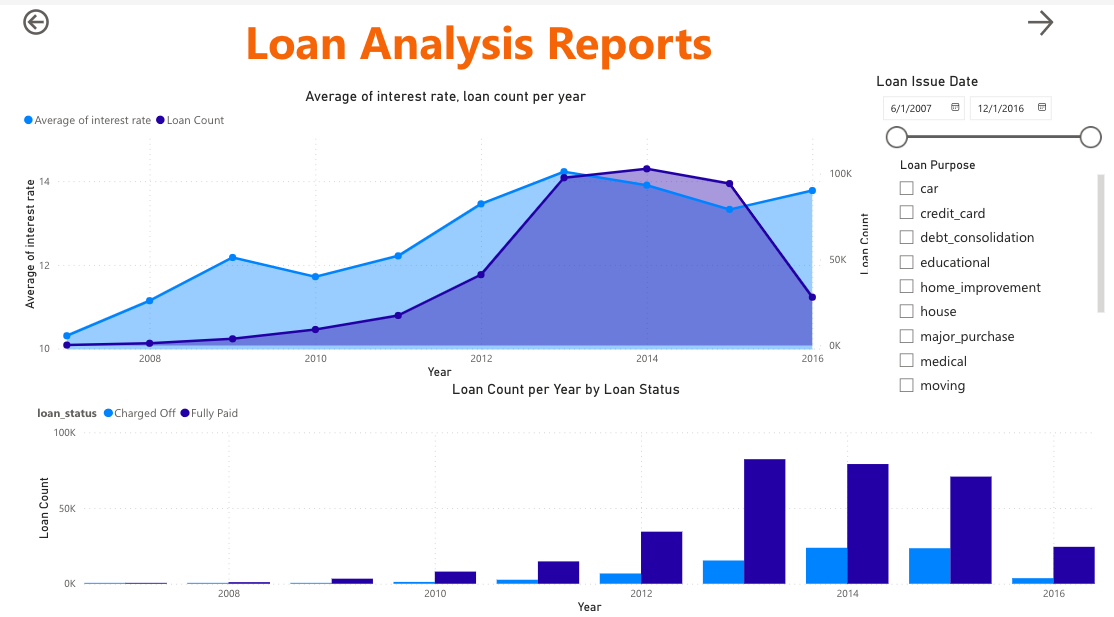 Loan Analysis Reports
Average of interest rate, loan count per year
Average of interest rate Loan Count
Average of interest rate
14
12
10
100K
50K
0K
Loan Count
2008 2010 2012 2014 2016
Year
Loan Issue Date
6/1/2007 12/1/2016
Loan Purpose
car
credit_card
debt_consolidation
educational
home_improvement
house
major_purchase
medical
moving
Loan Count per Year by Loan Status
loan_status Charged Off Fully Paid
Loan Count
100K
50K
0K
2008 2010 2012 2014 2016
Year